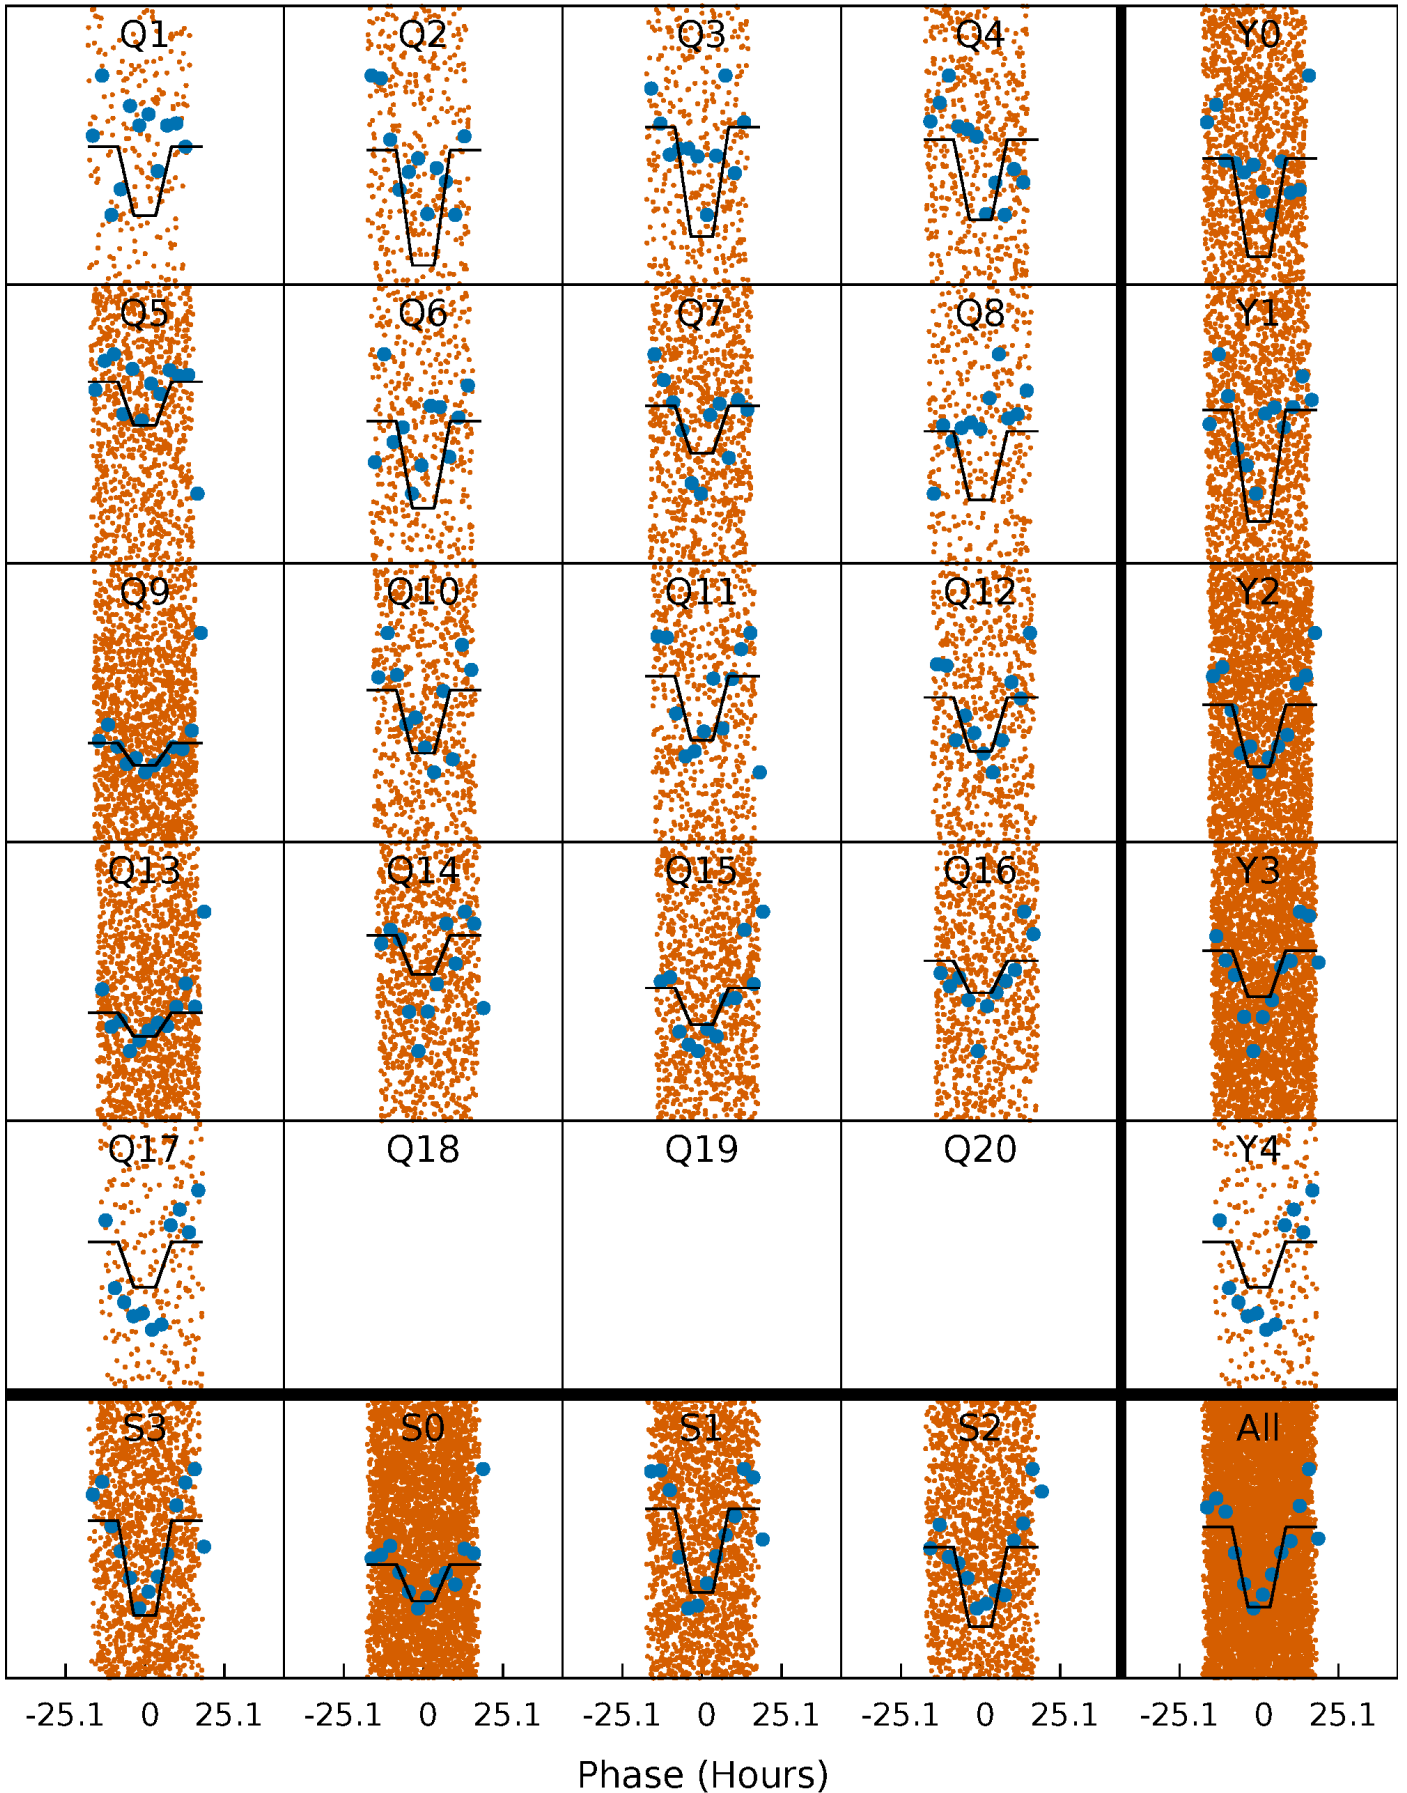 Q1 Q2 Q3 Q4 Y0
Q5 Q6 Q7 Q8 Y1
Q9 Q10 Q11 Q12 Y2
Q13 Q14 Q15 Q16 Y3
Q17 Q18 Q19 Q20 Y4
S3 S0 S1 S2 All
-25.1 0 25.1 -25.1 0 25.1 -25.1 0 25.1 -25.1 0 25.1 -25.1 0 25.1
Phase (Hours)